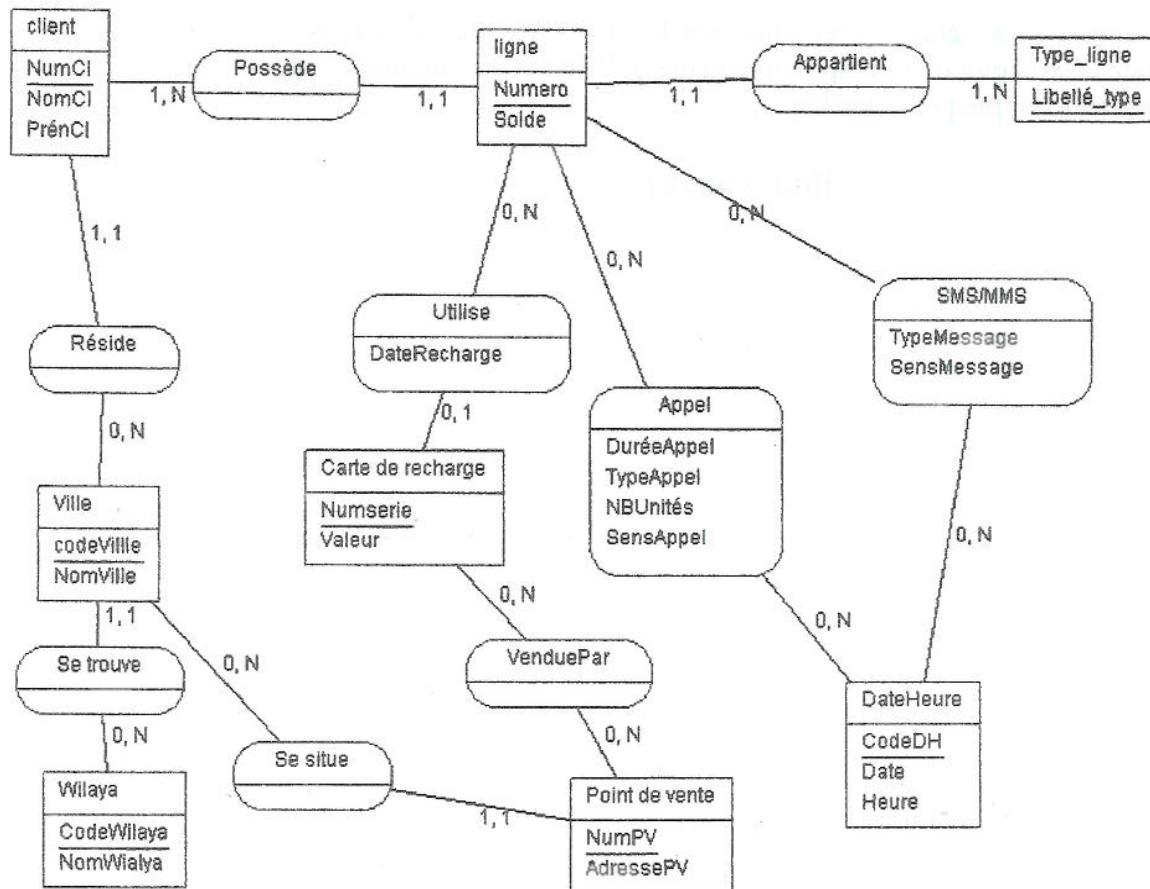 client
NumCl
NomCl
PrénCl
1, N
Possède
1, 1
ligne
Numero
Solde
1, 1
Appartient
1, N
Type_ligne
Libellé_type
1, 1
Réside
0, N
Ville
codeVillle
NomVille
1, 1
Se trouve
0, N
Wilaya
CodeWilaya
NomWialya
0, N
Se situe
1, 1
Point de vente
NumPV
AdressePV
0, N
Utilise
DateRecharge
0, 1
Carte de recharge
Numserie
Valeur
0, N
VenduePar
0, N
0, N
Appel
DuréeAppel
TypeAppel
NBUnités
SensAppel
0, N
0, N
SMS/MMS
TypeMessage
SensMessage
0, N
DateHeure
CodeDH
Date
Heure